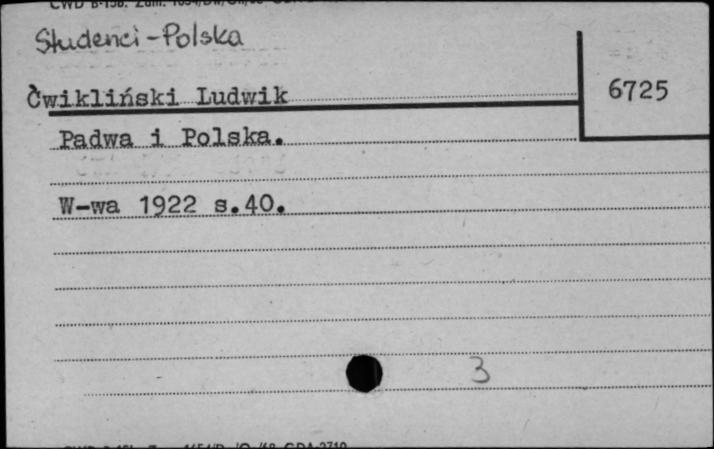 Studenci - Polska
6725
Ćwikliński Ludwik
Padwa i Polska.
W-wa 1922 s.40.
3